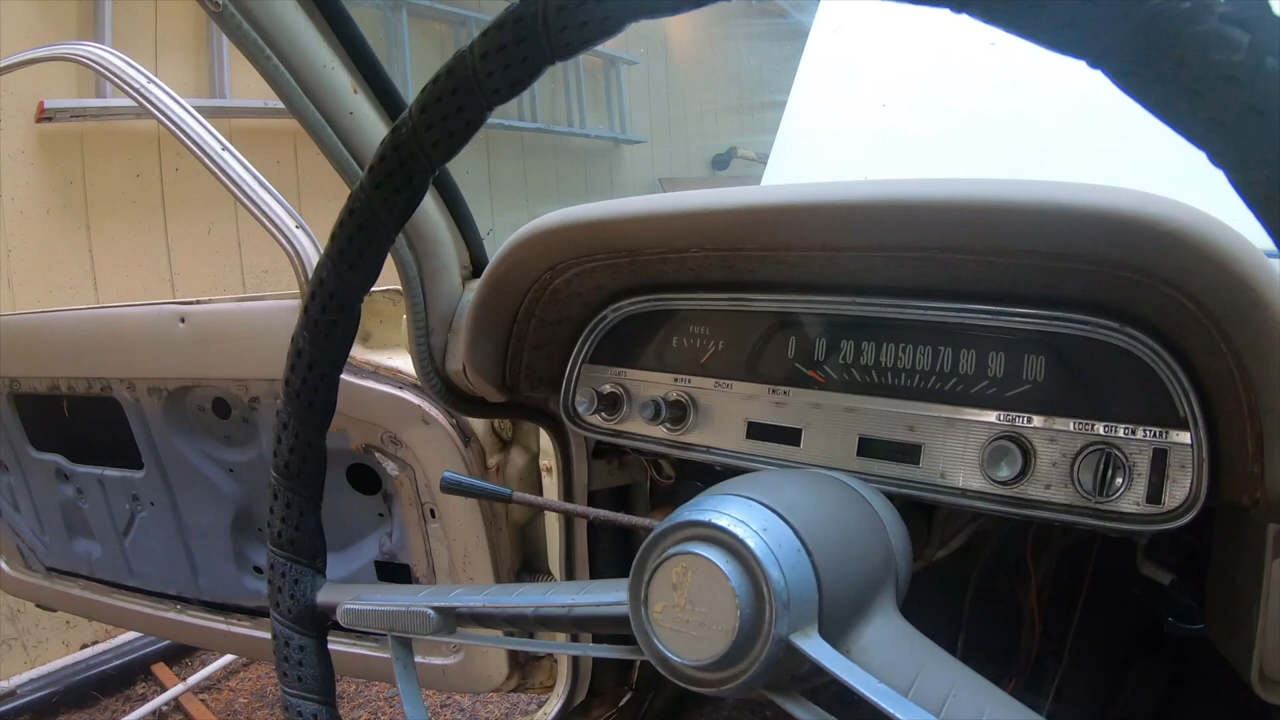 FUEL
E F
0 10 20 30 40 50 60 70 80 90 100
LIGHTS WIPER CHOKE ENGINE LIGHTER LOCK OFF ON START